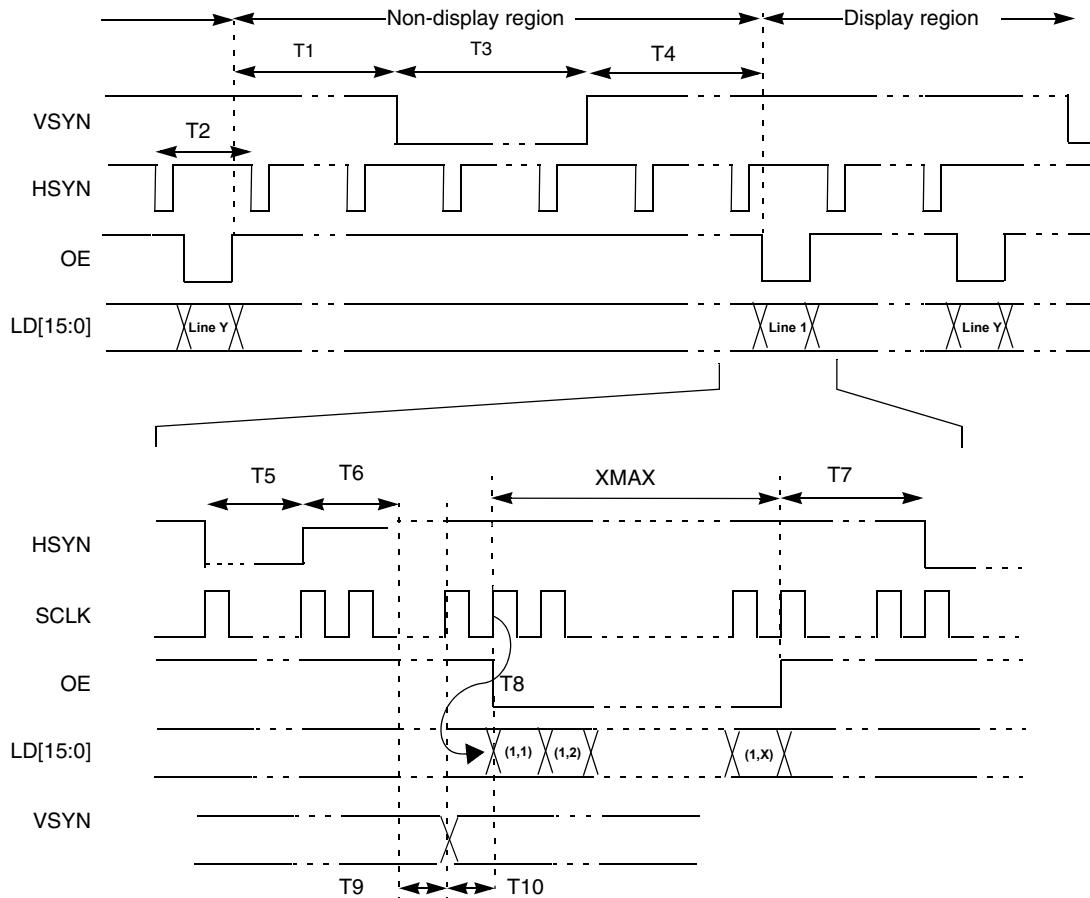 Non-display region
Display region
T1
T3
T4
VSYN
T2
HSYN
OE
LD[15:0]
Line Y
Line 1
Line Y
T5
T6
XMAX
T7
HSYN
SCLK
OE
T8
LD[15:0]
(1,1)
(1,2)
(1,X)
VSYN
T9
T10